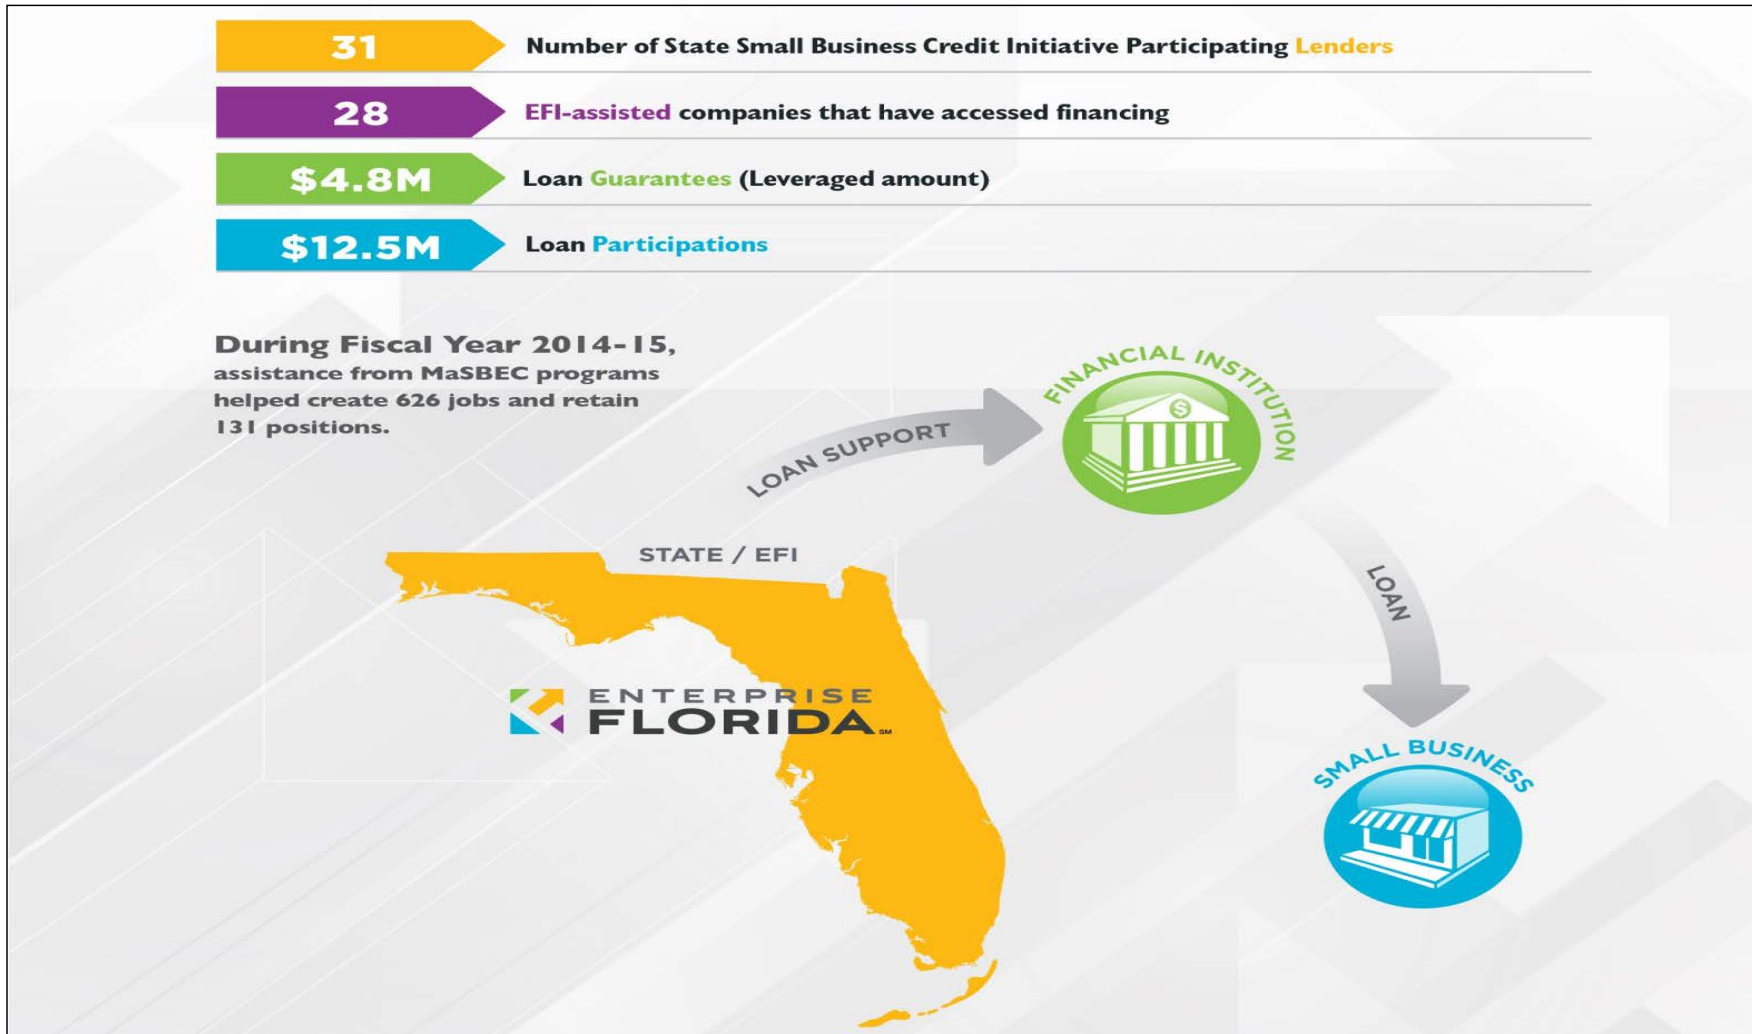 31 Number of State Small Business Credit Initiative Participating Lenders
28 EFI-assisted companies that have accessed financing
$4.8M Loan Guarantees (Leveraged amount)
$12.5M Loan Participations
During Fiscal Year 2014-15,
assistance from MaSBEC programs
helped create 626 jobs and retain
131 positions.
FINANCIAL INSTITUTION
LOAN SUPPORT
STATE / EFI
LOAN
ENTERPRISE
FLORIDA SM
SMALL BUSINESS